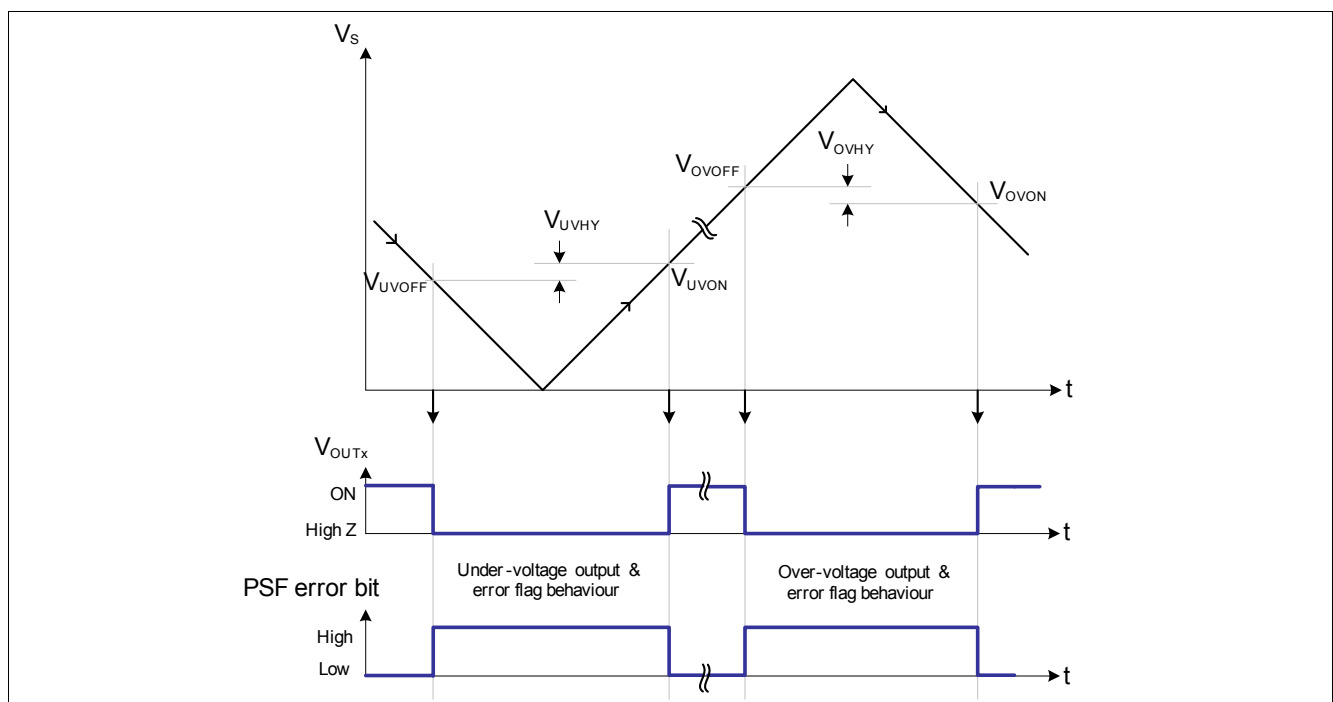 VS
VOVHY
VOVOFF
VOVON
VUVHY
VUVOFF
VUVON
t
VOUTx
ON
High Z
t
Under-voltage output &
error flag behaviour
Over-voltage output &
error flag behaviour
PSF error bit
High
Low
t